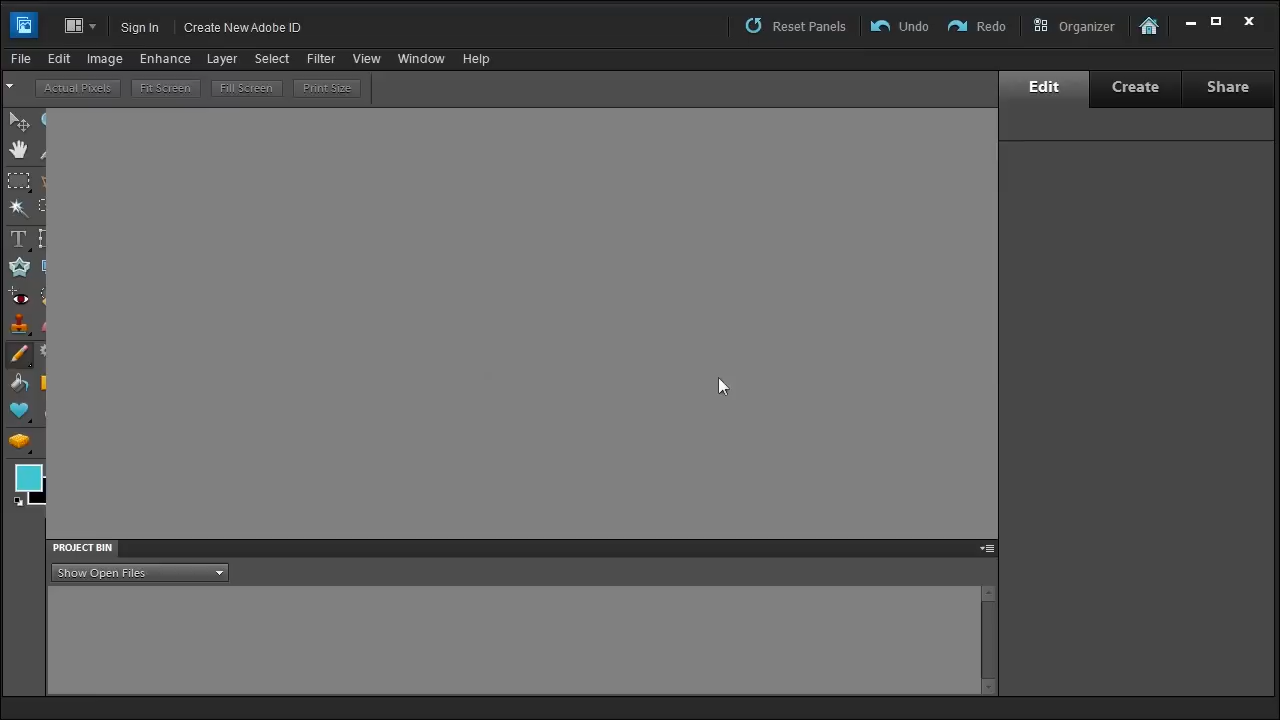 Sign In Create New Adobe ID Reset Panels Undo Redo Organizer
File Edit Image Enhance Layer Select Filter View Window Help
Actual Pixels Fit Screen Fill Screen Print Size Edit Create Share
T
PROJECT BIN
Show Open Files